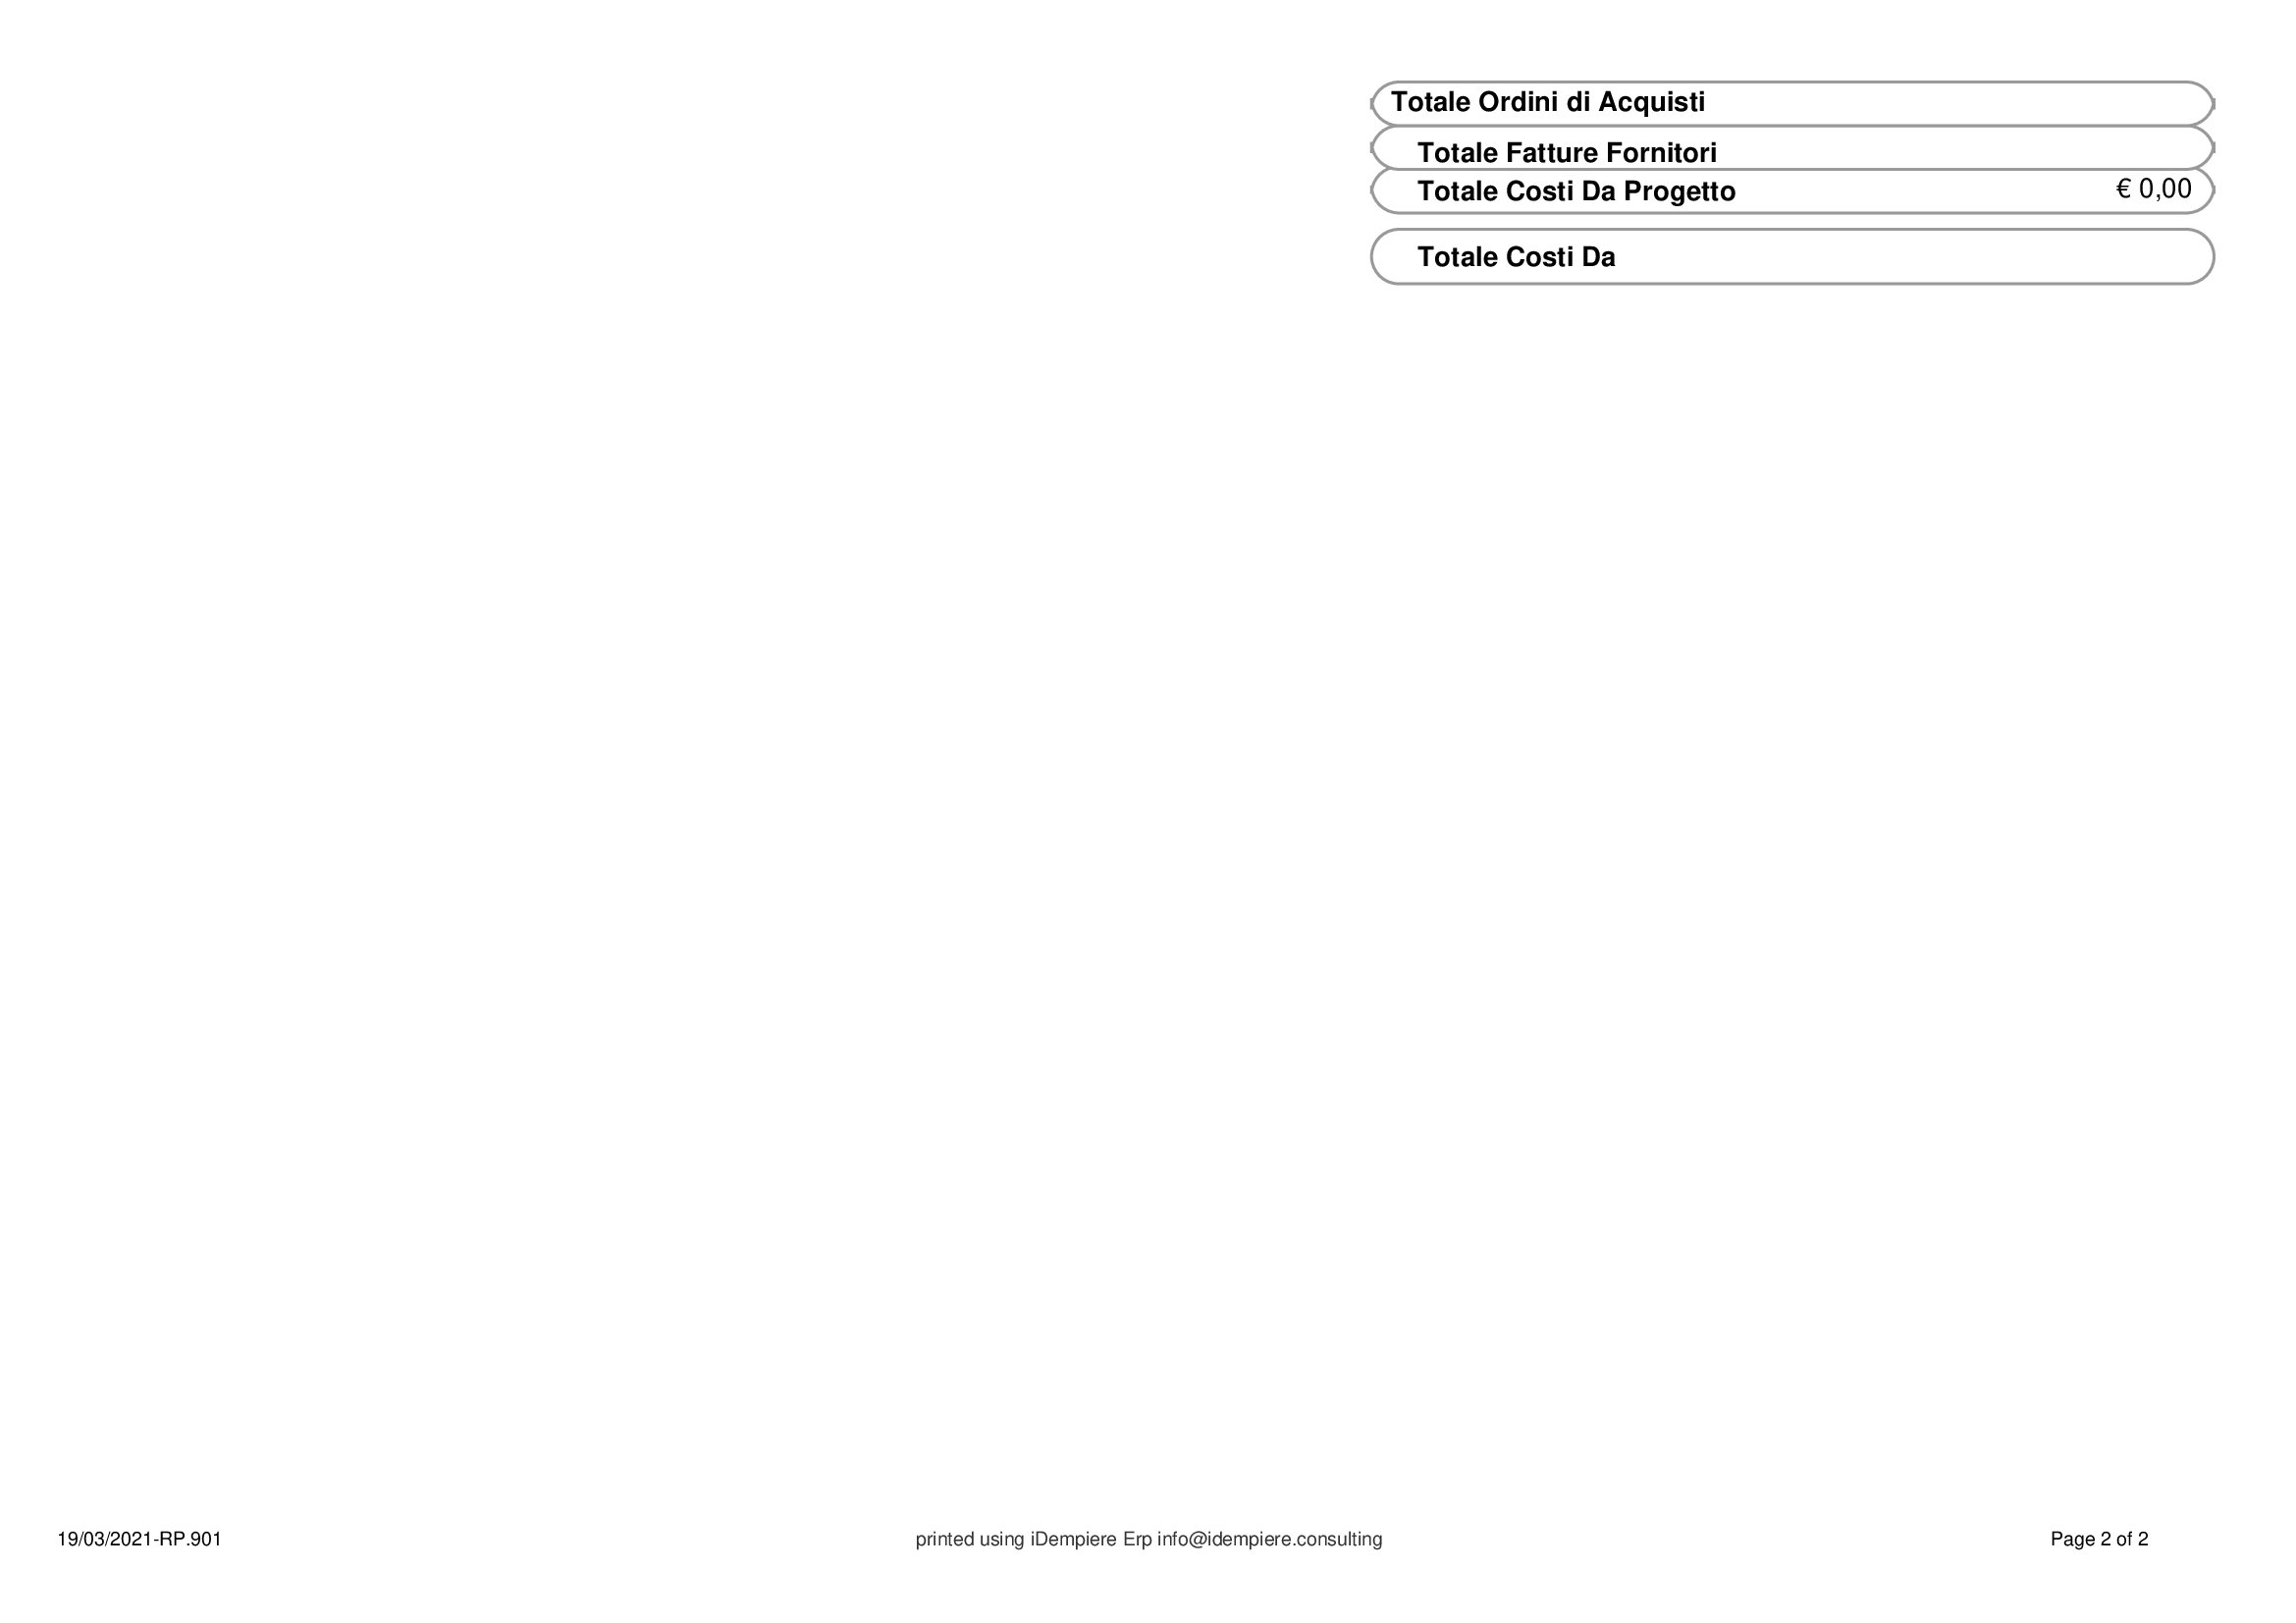 Totale Ordini di Acquisti
Totale Fatture Fornitori
Totale Costi Da Progetto € 0,00
Totale Costi Da
19/03/2021-RP.901 printed using iDempiere Erp info@idempiere.consulting Page 2 of 2